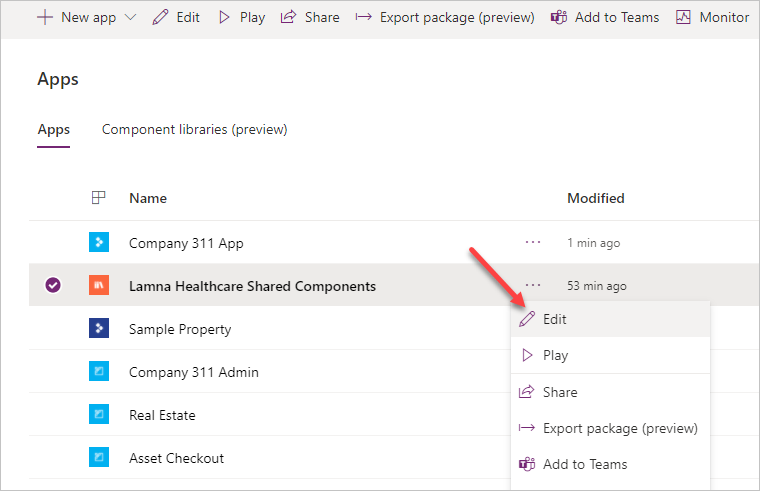 New app Edit Play Share Export package (preview) Add to Teams Monitor
Apps
Apps Component libraries (preview)
Name Modified
Company 311 App ··· 1 min ago
Lamna Healthcare Shared Components ··· 53 min ago
Sample Property
Edit
Play
Company 311 Admin
Share
Real Estate
Export package (preview)
Asset Checkout
Add to Teams